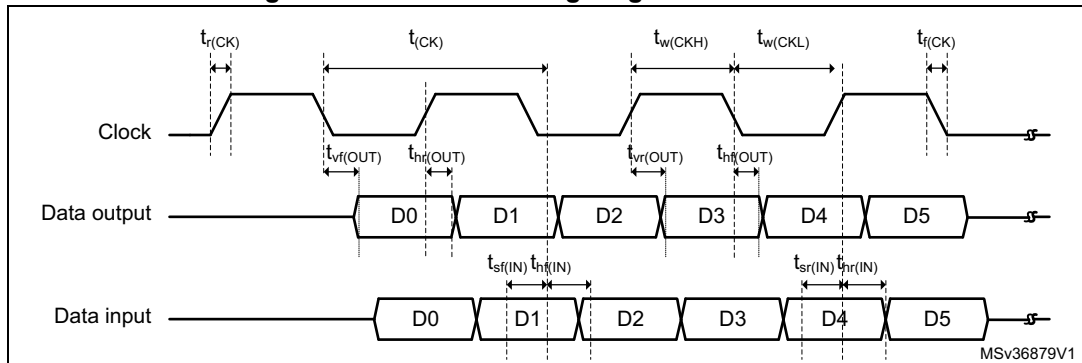 t_r(CK) t_(CK) t_w(CKH) t_w(CKL) t_f(CK)
Clock
t_vf(OUT) t_hr(OUT) t_vr(OUT) t_hf(OUT)
Data output D0 D1 D2 D3 D4 D5
t_sf(IN) t_hf(IN) t_sr(IN) t_hr(IN)
Data input D0 D1 D2 D3 D4 D5
MSv36879V1